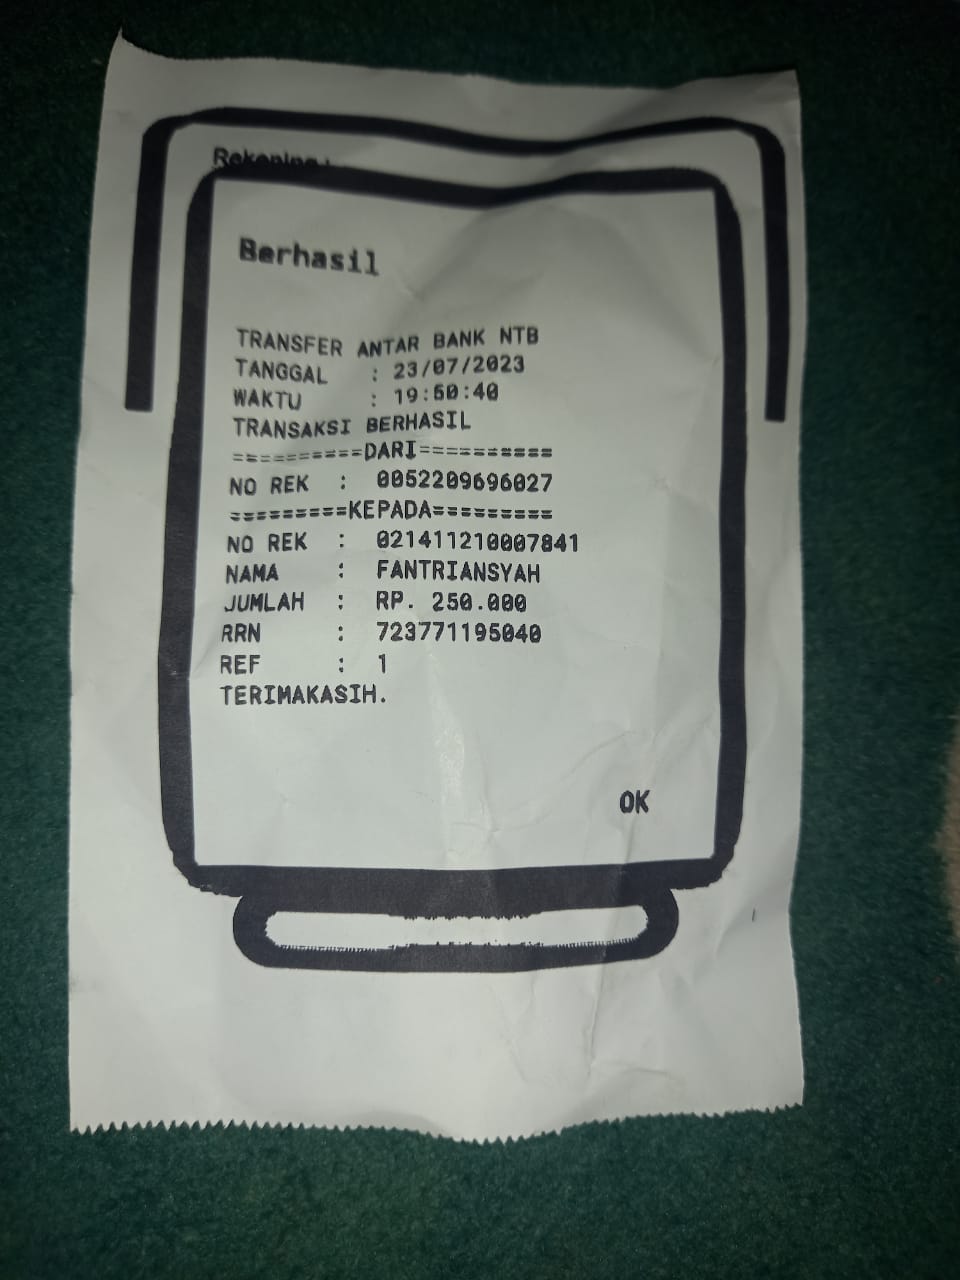 Rekening :
Berhasil
TRANSFER ANTAR BANK NTB
TANGGAL : 23/07/2023
WAKTU : 19:50:40
TRANSAKSI BERHASIL
==========DARI==========
NO REK : 0052209696027
=========KEPADA=========
NO REK : 021411210007841
NAMA : FANTRIANSYAH
JUMLAH : RP. 250.000
RRN : 723771195040
REF : 1
TERIMAKASIH.
OK